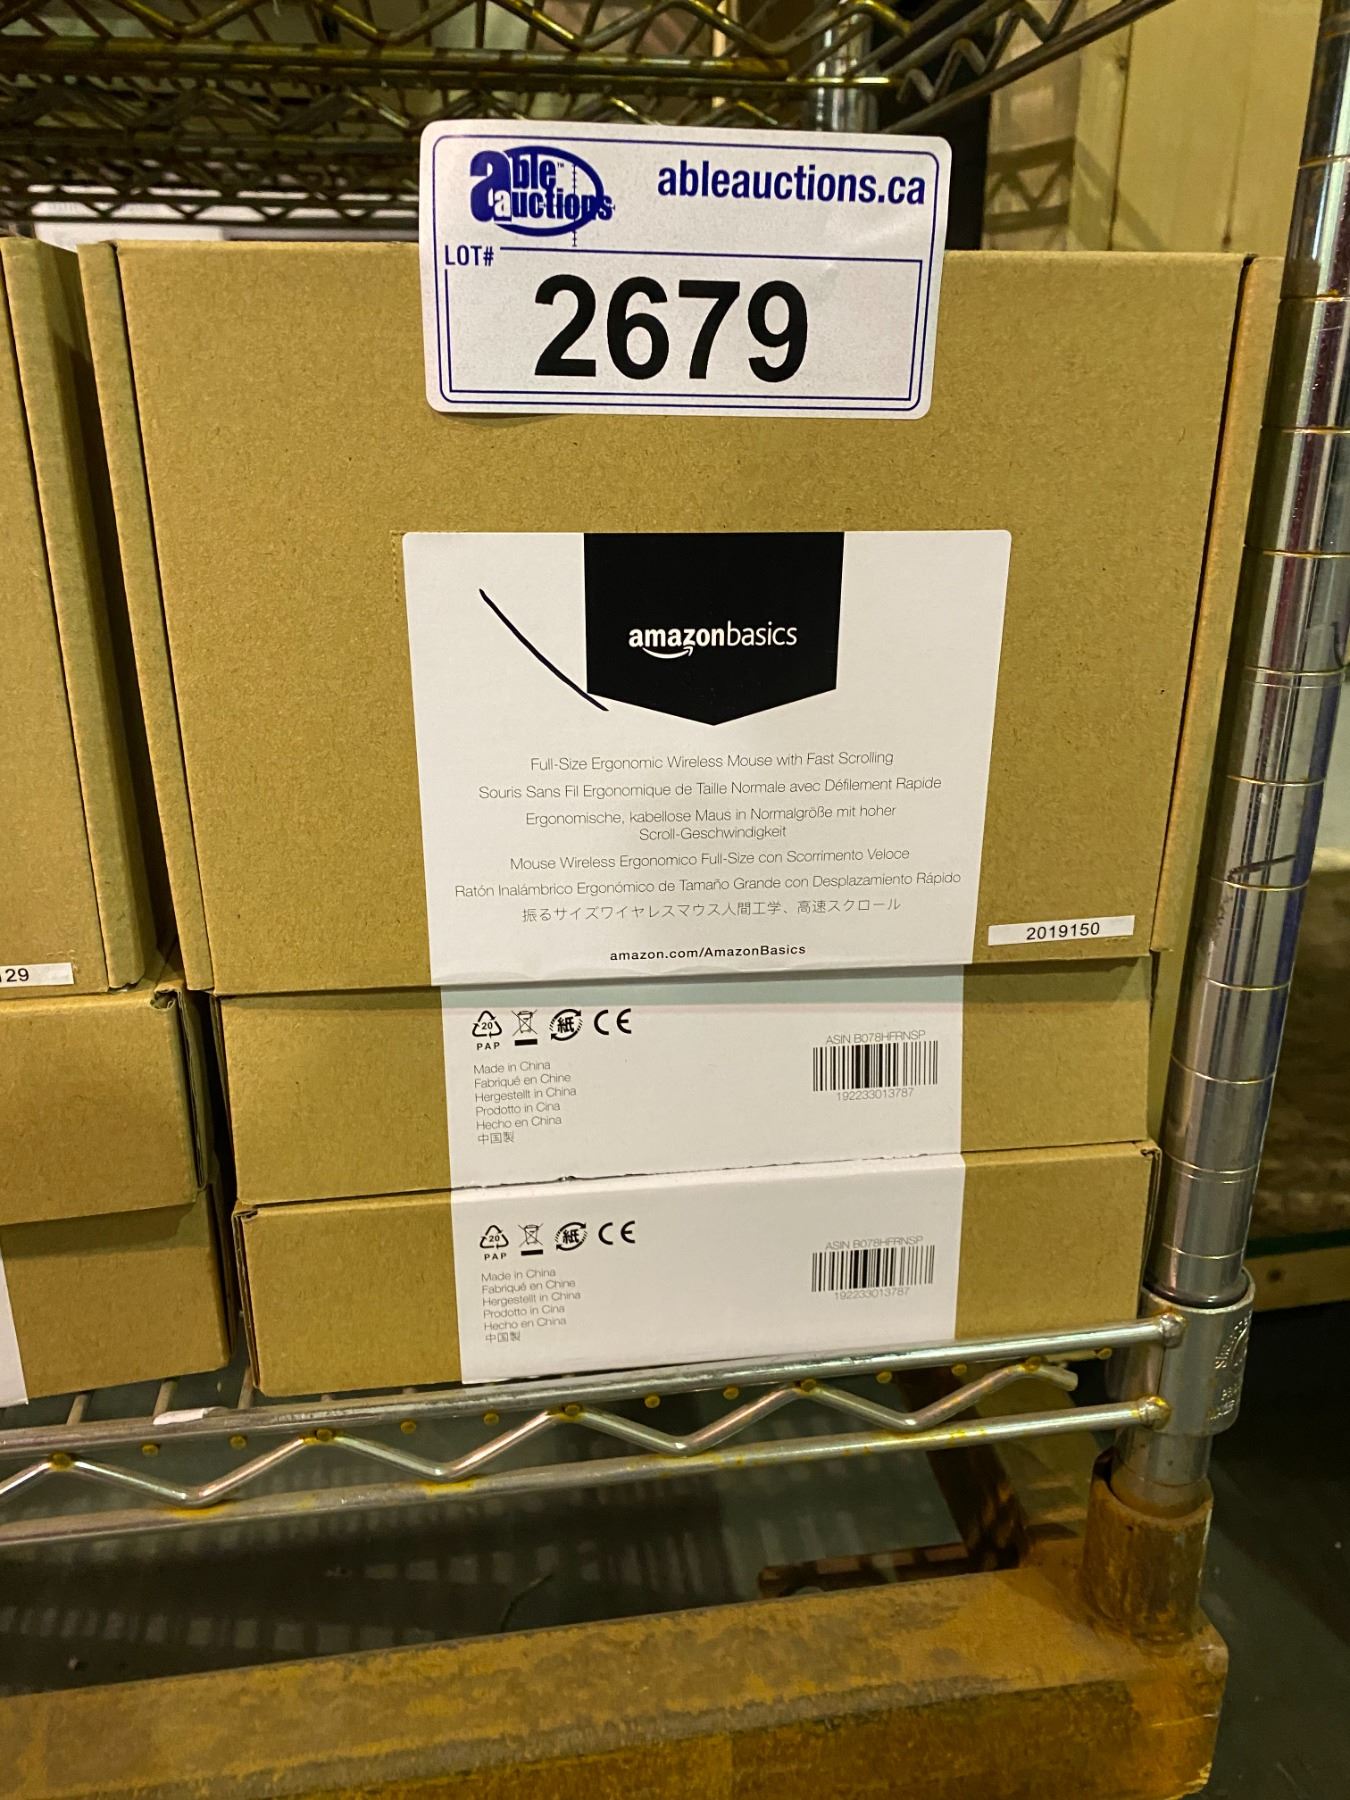 able™ auctions
ableauctions.ca
LOT#
2679
amazonbasics
Full-Size Ergonomic Wireless Mouse with Fast Scrolling
Souris Sans Fil Ergonomique de Taille Normale avec Défilement Rapide
Ergonomische, kabellose Maus in Normalgröße mit hoher
Scroll-Geschwindigkeit
Mouse Wireless Ergonomico Full-Size con Scorrimento Veloce
Ratón Inalámbrico Ergonómico de Tamaño Grande con Desplazamiento Rápido
振るサイズワイヤレスマウス人間工学、高速スクロール
amazon.com/AmazonBasics
2019150
29
20
PAP
紙
CE
Made in China
Fabriqué en Chine
Hergestellt in China
Prodotto in Cina
Hecho en China
中国製
ASIN B078HFRNSP
192233013787
20
PAP
紙
CE
Made in China
Fabriqué en Chine
Hergestellt in China
Prodotto in Cina
Hecho en China
中国製
ASIN B078HFRNSP
192233013787